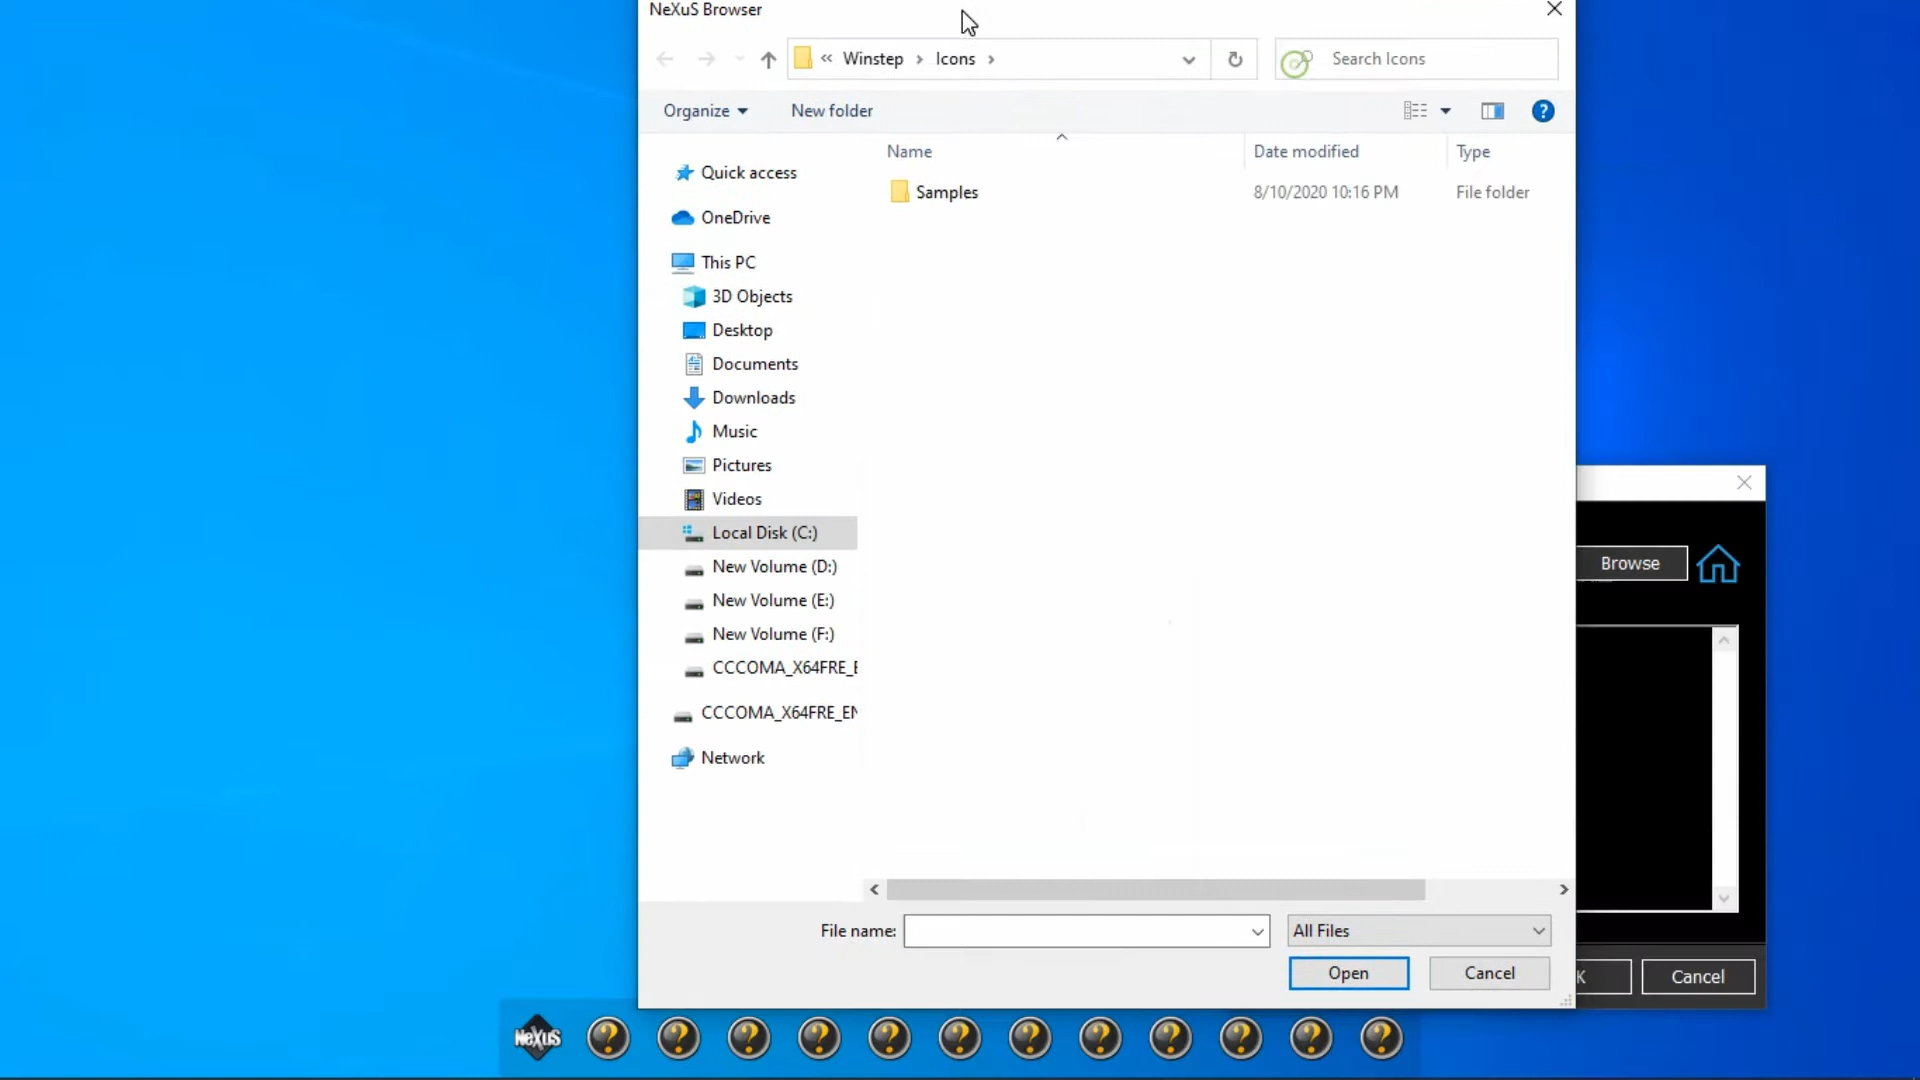 NeXuS Browser
« Winstep › Icons ›
Search Icons
Organize
New folder
Name
Date modified
Type
Samples
8/10/2020 10:16 PM
File folder
Quick access
OneDrive
This PC
3D Objects
Desktop
Documents
Downloads
Music
Pictures
Videos
Local Disk (C:)
New Volume (D:)
New Volume (E:)
New Volume (F:)
CCCOMA_X64FRE_E
CCCOMA_X64FRE_EN
Network
Browse
File name:
All Files
Open
Cancel
K
Cancel
NeXuS